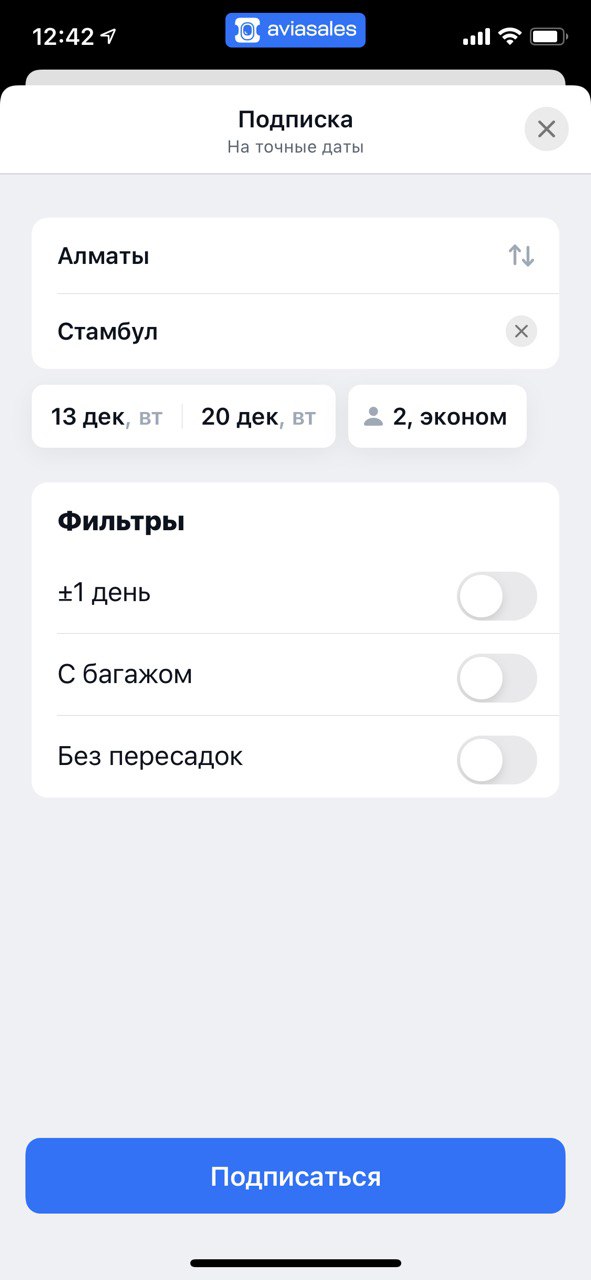 12:42
aviasales
Подписка
На точные даты
Алматы
Стамбул
13 дек, вт 20 дек, вт 2, эконом
Фильтры
±1 день
С багажом
Без пересадок
Подписаться